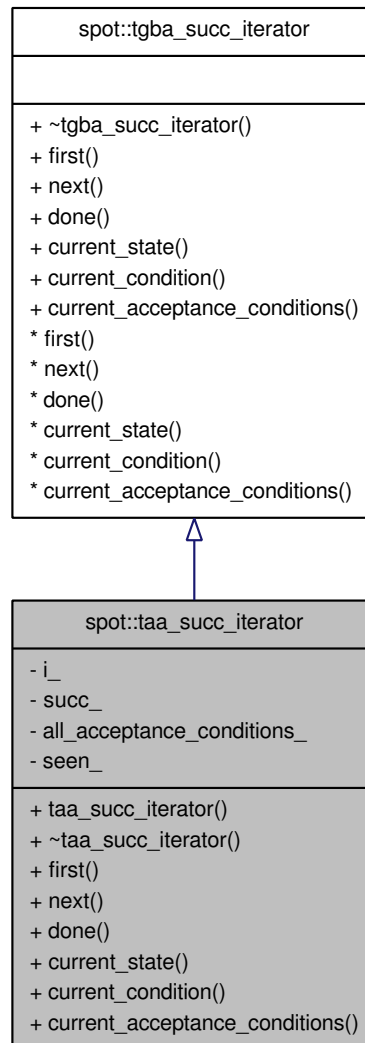 spot::tgba_succ_iterator
+ ~tgba_succ_iterator()
+ first()
+ next()
+ done()
+ current_state()
+ current_condition()
+ current_acceptance_conditions()
* first()
* next()
* done()
* current_state()
* current_condition()
* current_acceptance_conditions()
spot::taa_succ_iterator
- i_
- succ_
- all_acceptance_conditions_
- seen_
+ taa_succ_iterator()
+ ~taa_succ_iterator()
+ first()
+ next()
+ done()
+ current_state()
+ current_condition()
+ current_acceptance_conditions()